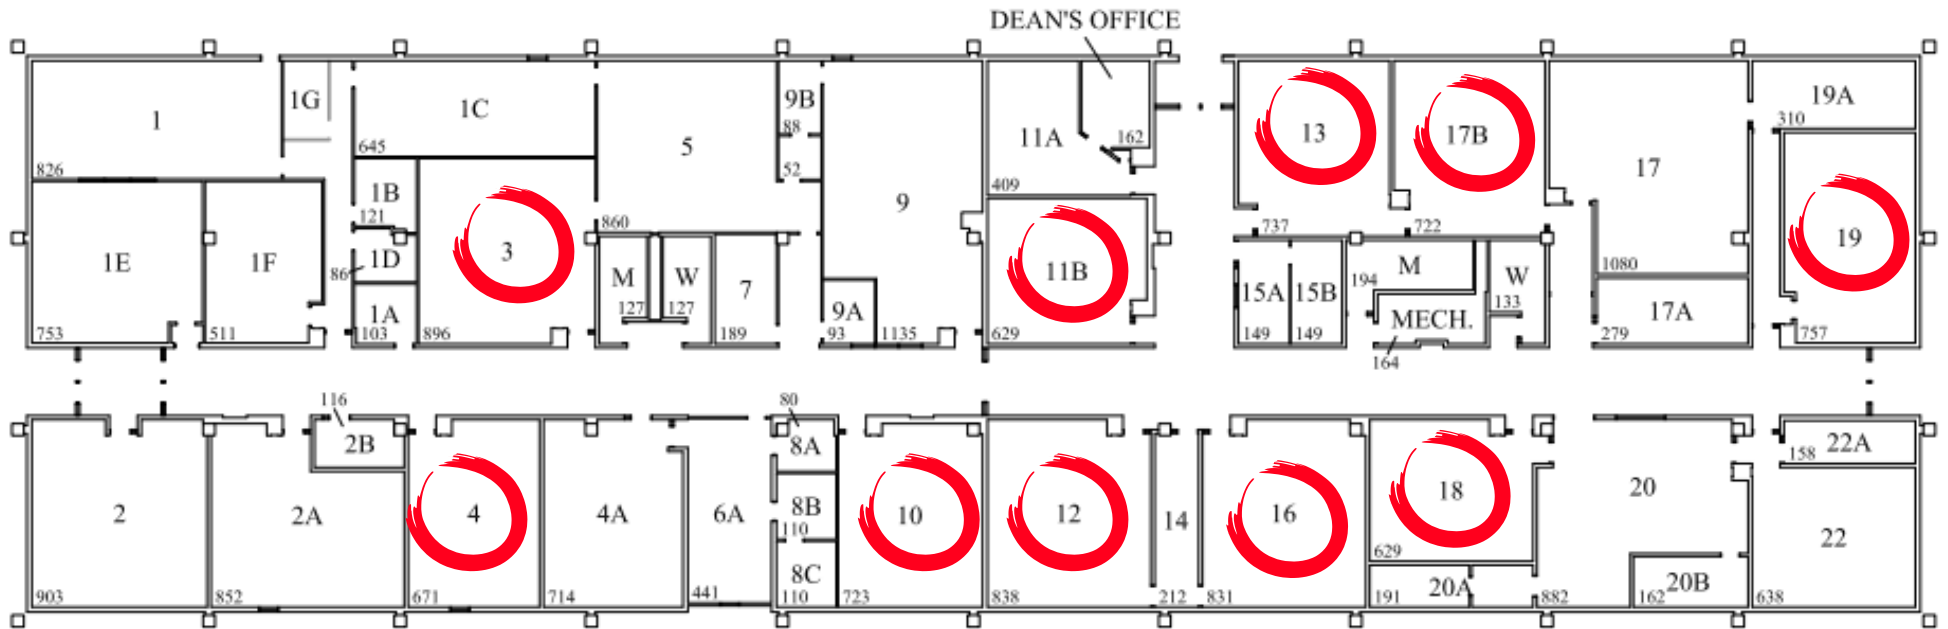 DEAN'S OFFICE
1
826
1G
1C
645
5
860
9B
88
52
9
1135
11A
409
162
13
737
17B
722
17
1080
19A
310
1E
753
1F
511
1B
121
1D
86
1A
103
3
896
M
127
W
127
7
189
9A
93
11B
629
15A
149
15B
149
M
194
MECH.
164
W
133
17A
279
19
757
2
903
2A
852
116
2B
4
671
4A
714
6A
441
80
8A
8B
110
8C
110
10
723
12
838
14
212
16
831
18
629
20A
191
20
882
20B
162
22A
158
22
638